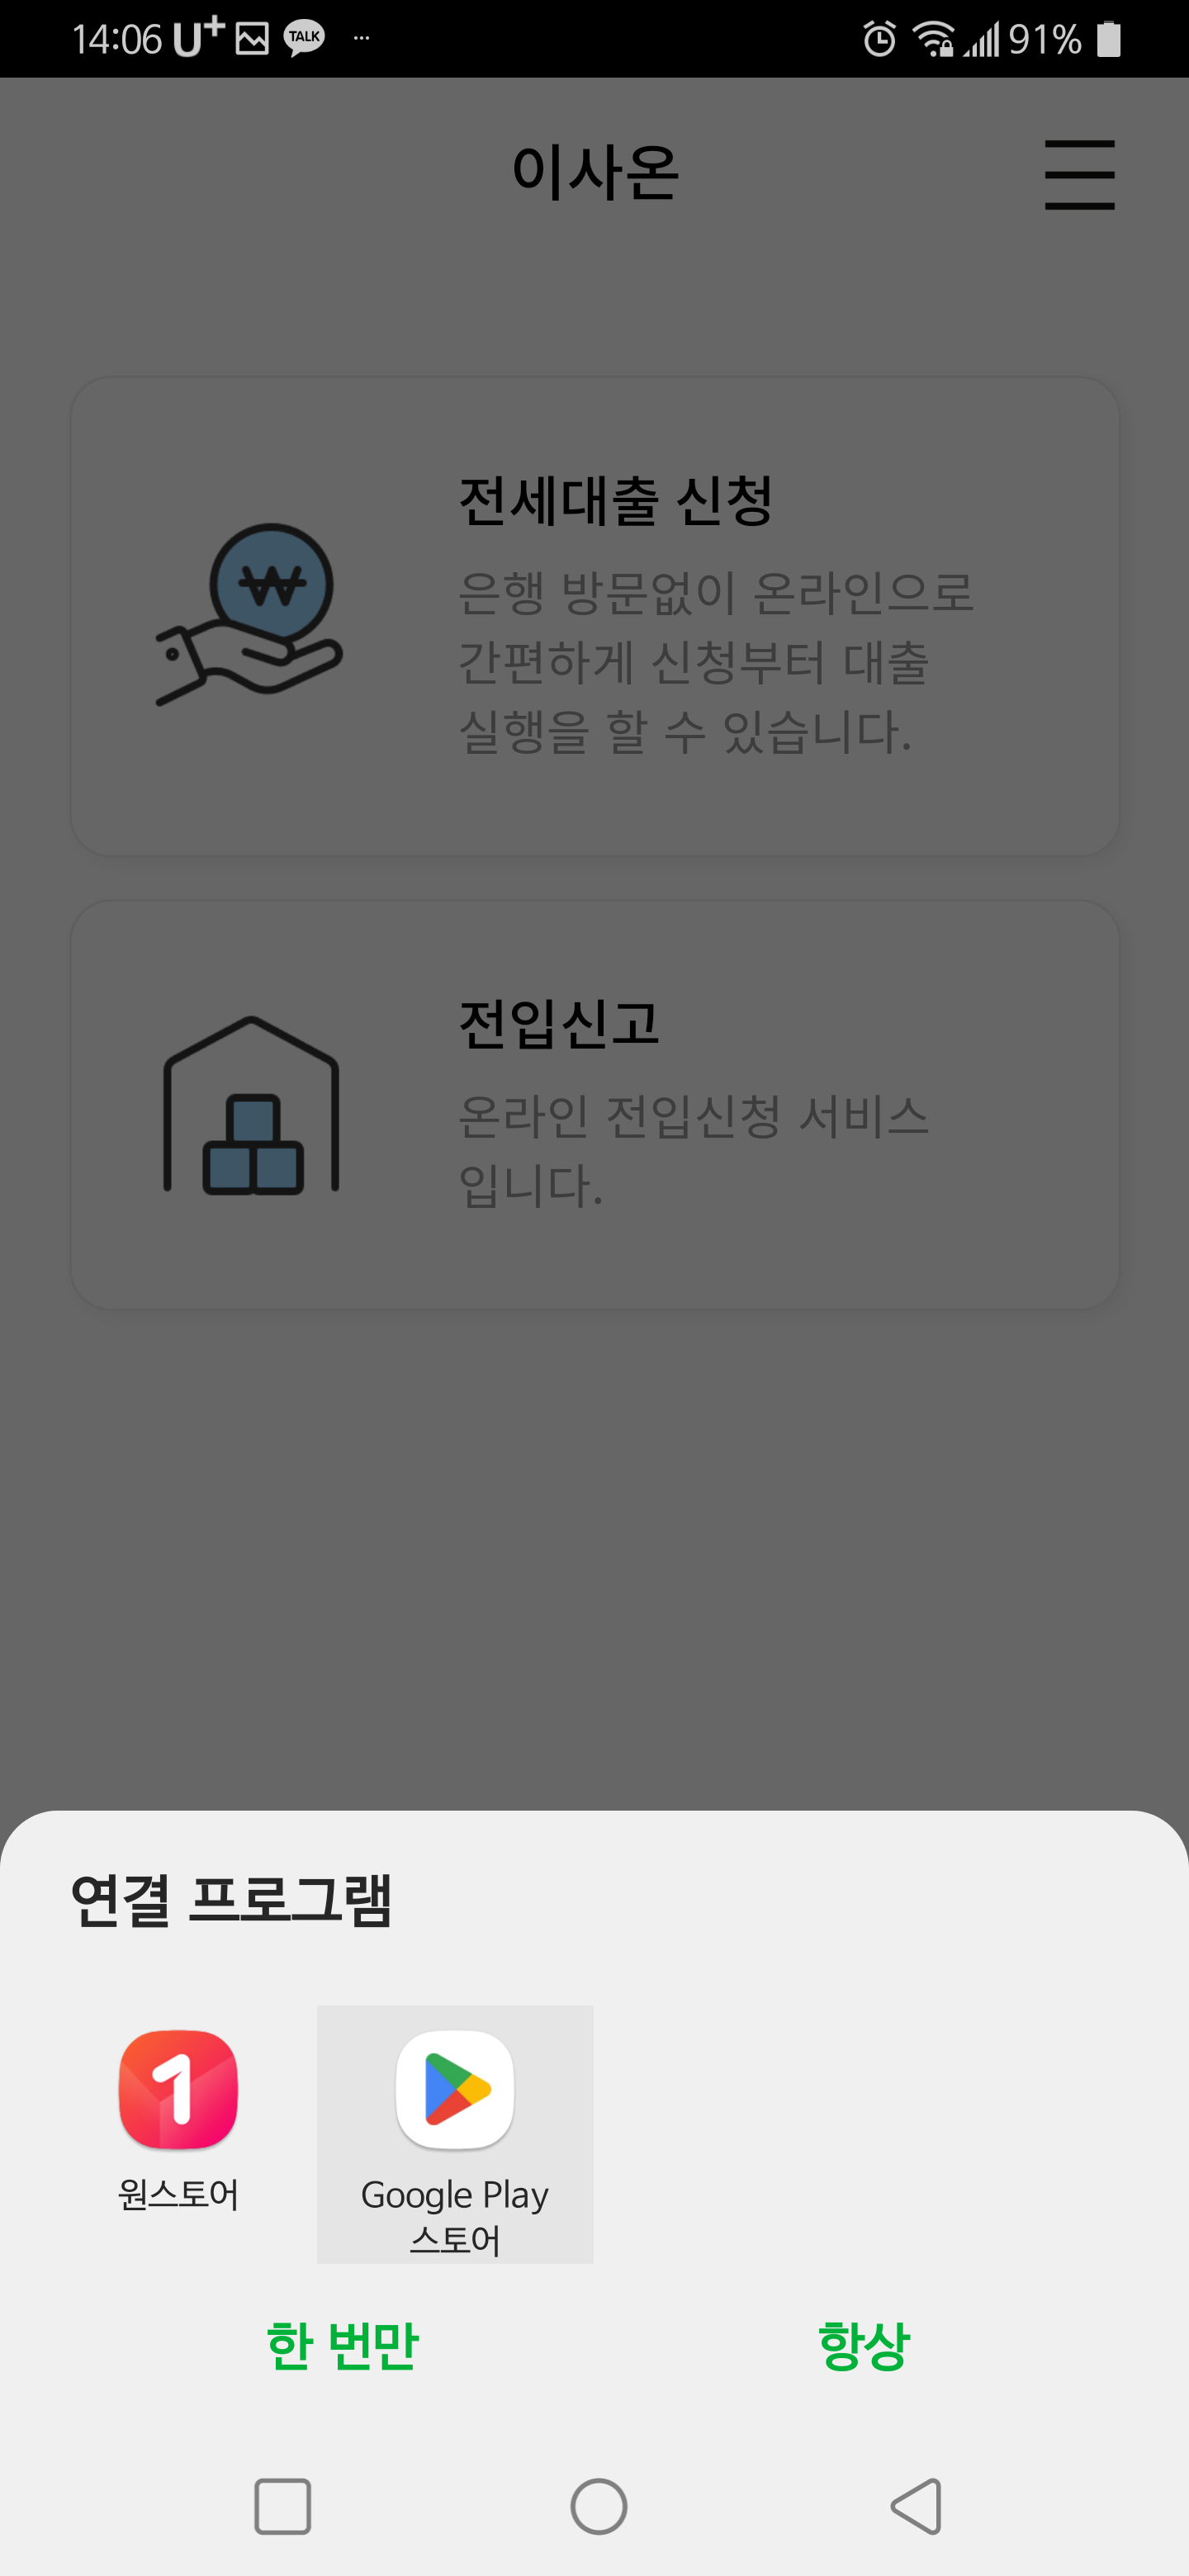 14:06 U+ TALK ··· 91%
이사온
전세대출 신청
은행 방문없이 온라인으로
간편하게 신청부터 대출
실행을 할 수 있습니다.
전입신고
온라인 전입신청 서비스
입니다.
연결 프로그램
원스토어
Google Play
스토어
한 번만
항상